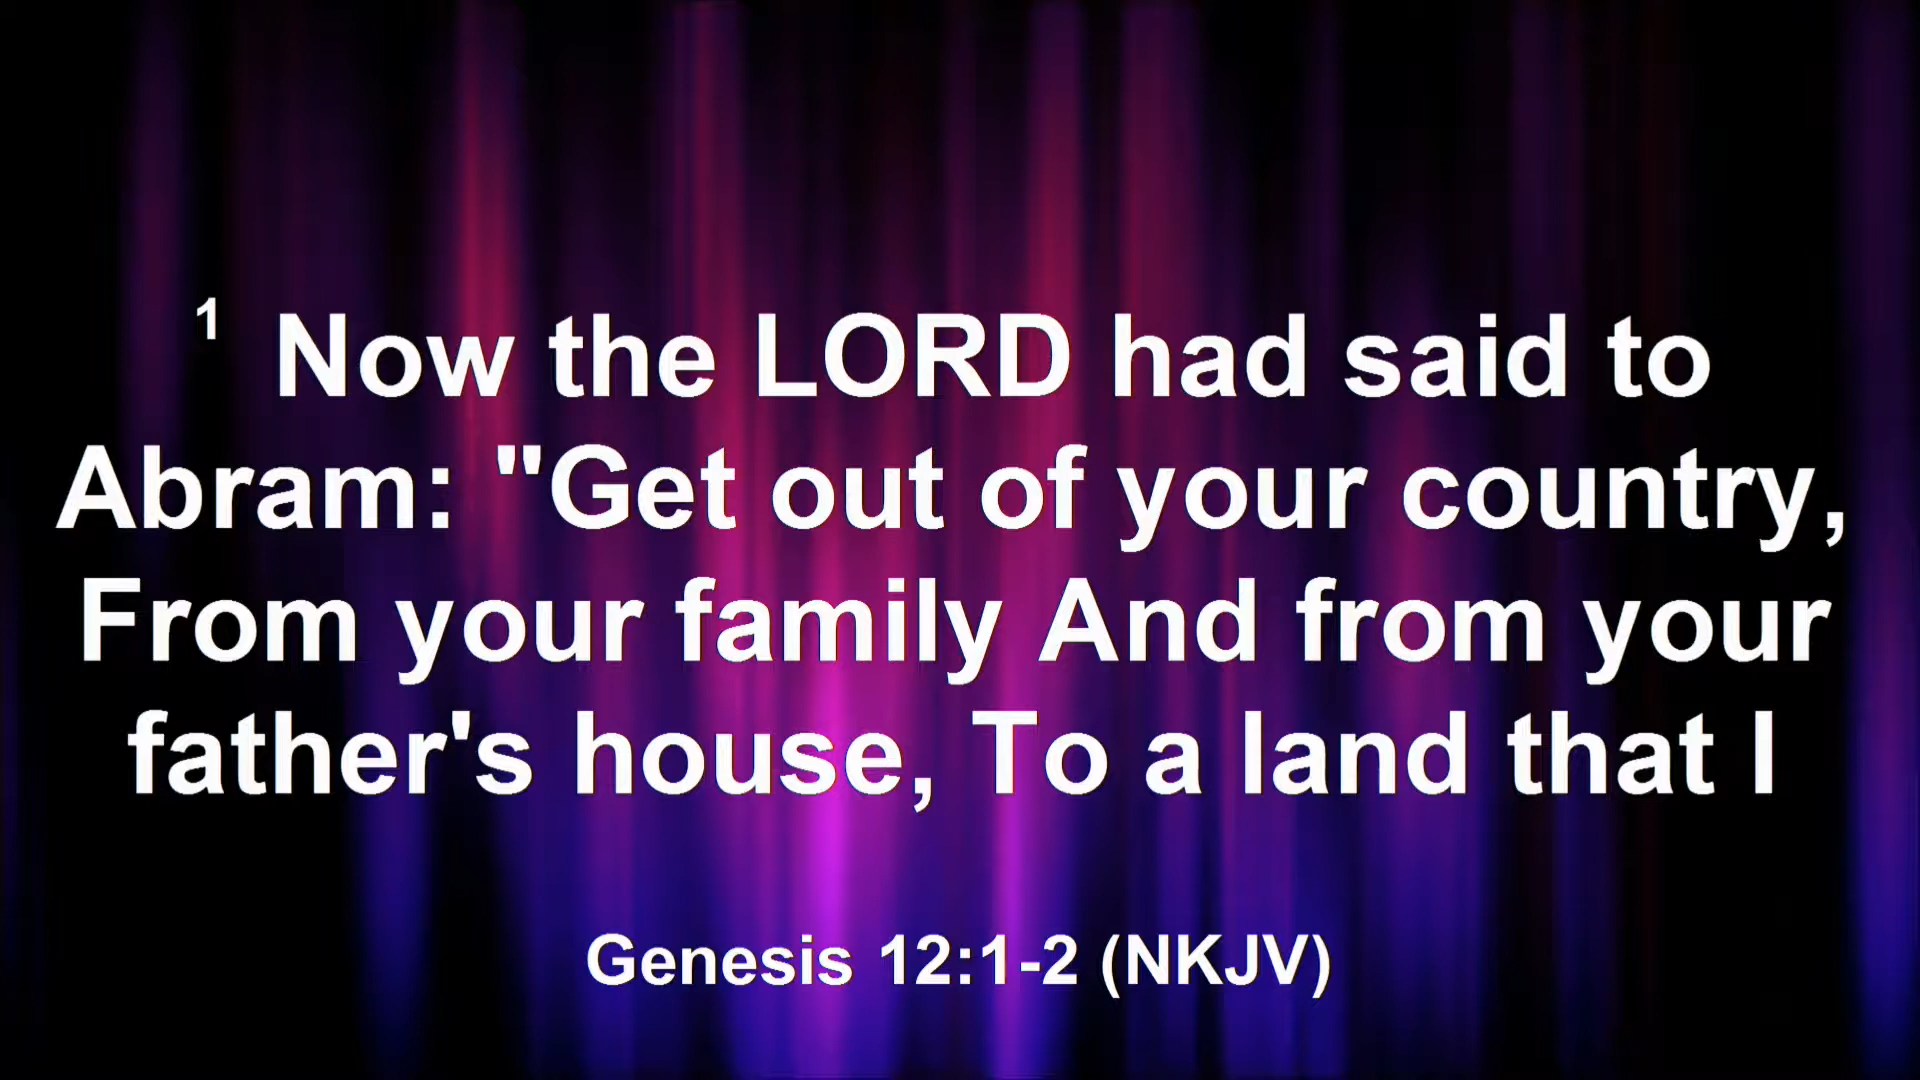 1 Now the LORD had said to
Abram: "Get out of your country,
From your family And from your
father's house, To a land that I
Genesis 12:1-2 (NKJV)